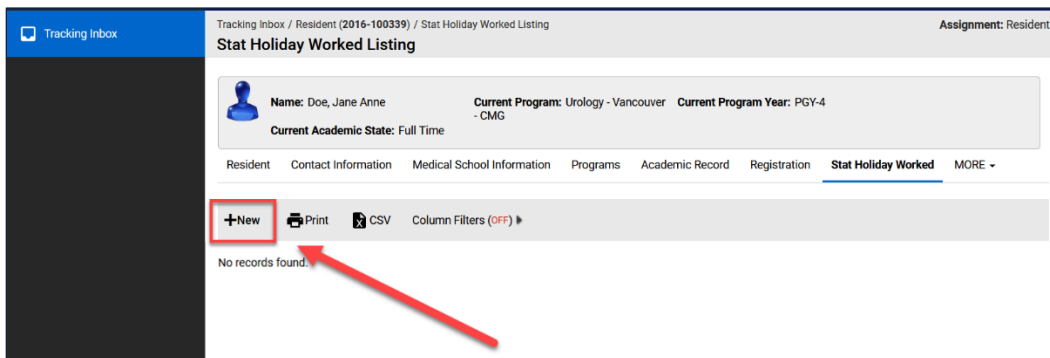 Tracking Inbox
Tracking Inbox / Resident (2016-100339) / Stat Holiday Worked Listing
Assignment: Resident
Stat Holiday Worked Listing
Name: Doe, Jane Anne
Current Program: Urology - Vancouver
- CMG
Current Program Year: PGY-4
Current Academic State: Full Time
Resident Contact Information Medical School Information Programs Academic Record Registration Stat Holiday Worked MORE
+New Print CSV Column Filters (OFF)
No records found.